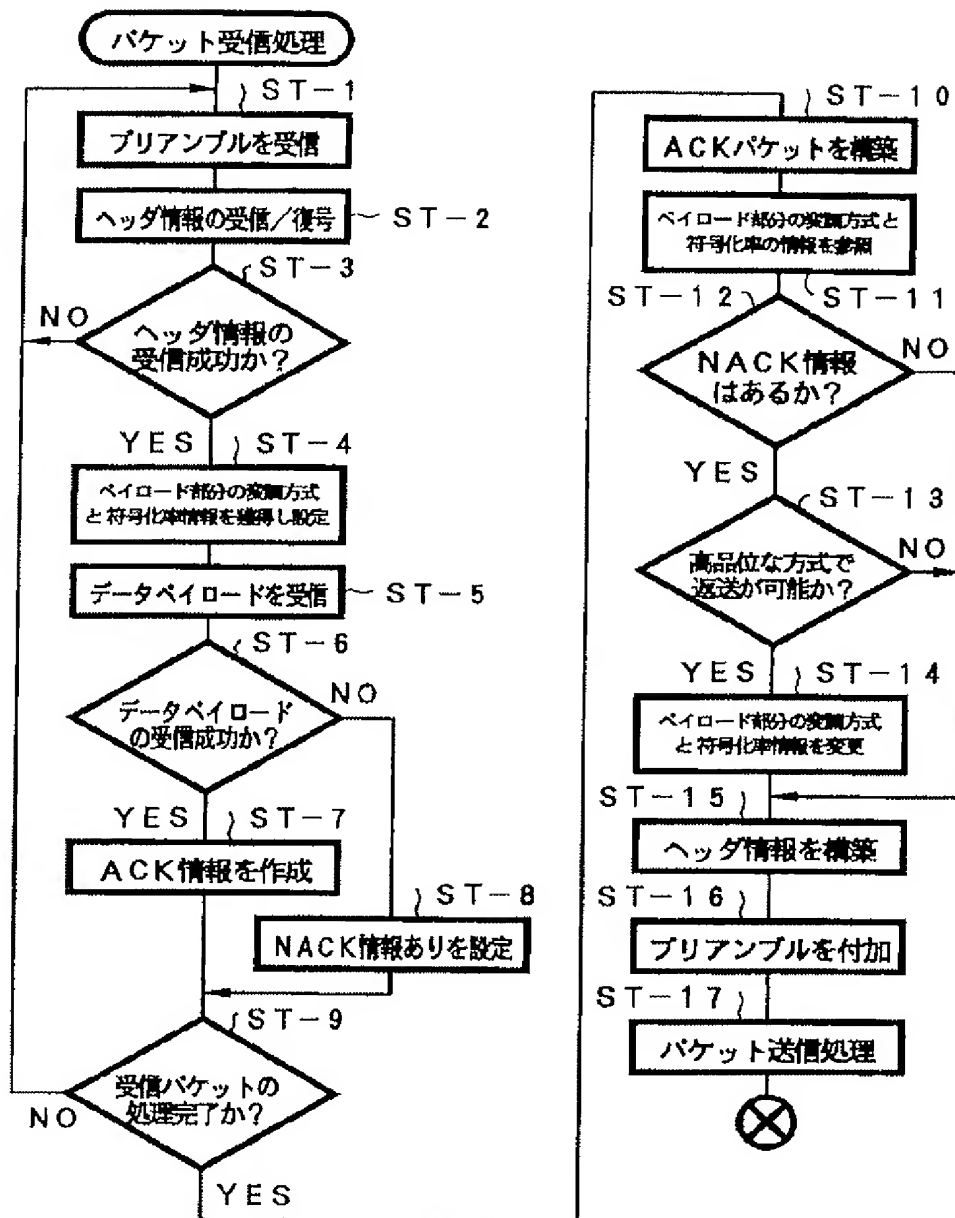 パケット受信処理
ST-1
プリアンブルを受信
ヘッダ情報の受信/復号
ST-2
ST-3
NO
ヘッダ情報の
受信成功か?
YES
ST-4
ペイロード部分の変調方式
と符号化率情報を獲得し設定
データペイロードを受信
ST-5
ST-6
NO
データペイロード
の受信成功か?
YES
ST-7
ACK情報を作成
ST-8
NACK情報ありを設定
ST-9
受信パケットの
処理完了か?
NO
YES
ST-10
ACKパケットを構築
ペイロード部分の変調方式と
符号化率の情報を参照
ST-12
ST-11
NO
NACK情報
はあるか?
YES
ST-13
NO
高品位な方式で
返送が可能か?
YES
ST-14
ペイロード部分の変調方式
と符号化率情報を変更
ST-15
ヘッダ情報を構築
ST-16
プリアンブルを付加
ST-17
パケット送信処理